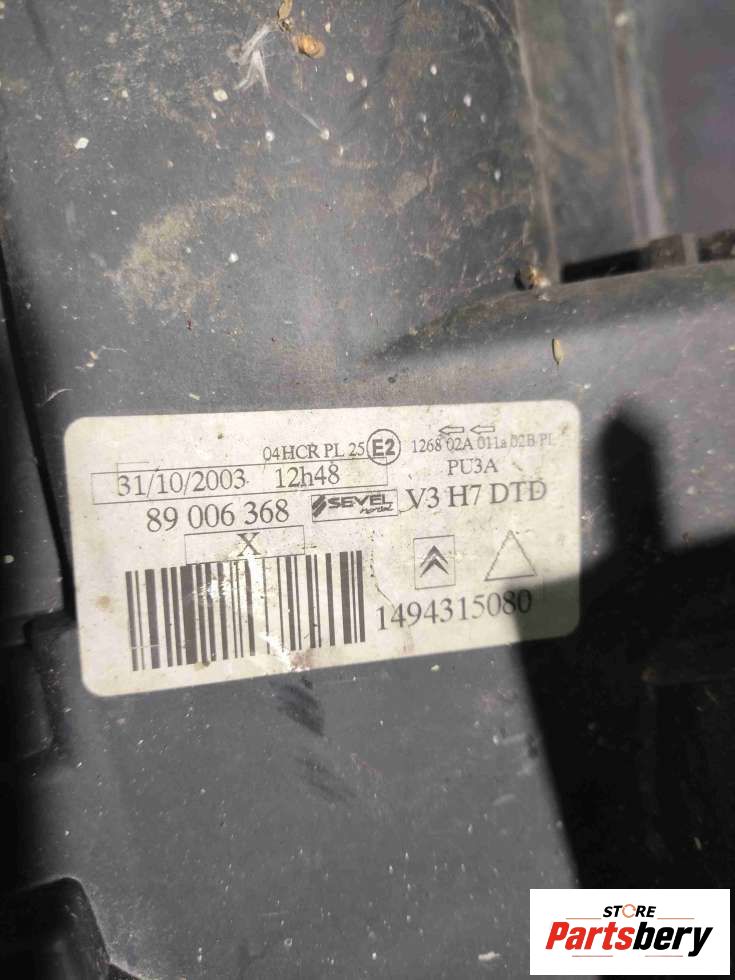 04HCR PL 25 E2 1268 02A 011a 02B PL
PU3A
31/10/2003 12h48
89 006 368 SEVEL nord V3 H7 DTD
X
1494315080
STORE
Partsbery